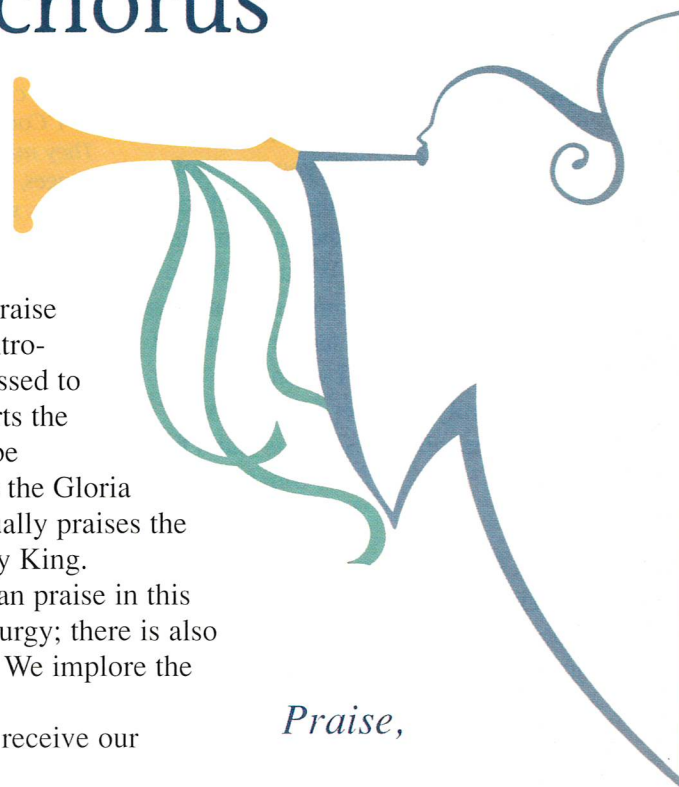 chorus
raise
tro-
ssed to
rts the
be
the Gloria
ually praises the
y King.
an praise in this
urgy; there is also
We implore the
receive our
Praise,